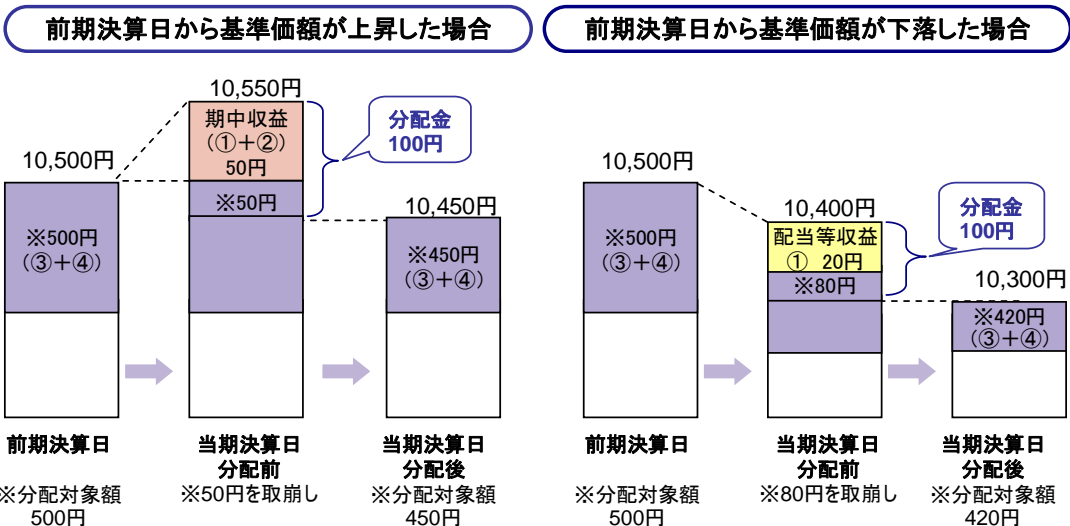 前期決算日から基準価額が上昇した場合
10,550円
期中収益
(①+②)
50円
分配金
100円
10,500円
※50円
10,450円
※500円
(③+④)
※450円
(③+④)
前期決算日
当期決算日
分配前
当期決算日
分配後
※分配対象額
500円
※50円を取崩し
※分配対象額
450円
前期決算日から基準価額が下落した場合
10,500円
10,400円
分配金
100円
※500円
(③+④)
配当等収益
① 20円
※80円
10,300円
※420円
(③+④)
前期決算日
当期決算日
分配前
当期決算日
分配後
※分配対象額
500円
※80円を取崩し
※分配対象額
420円